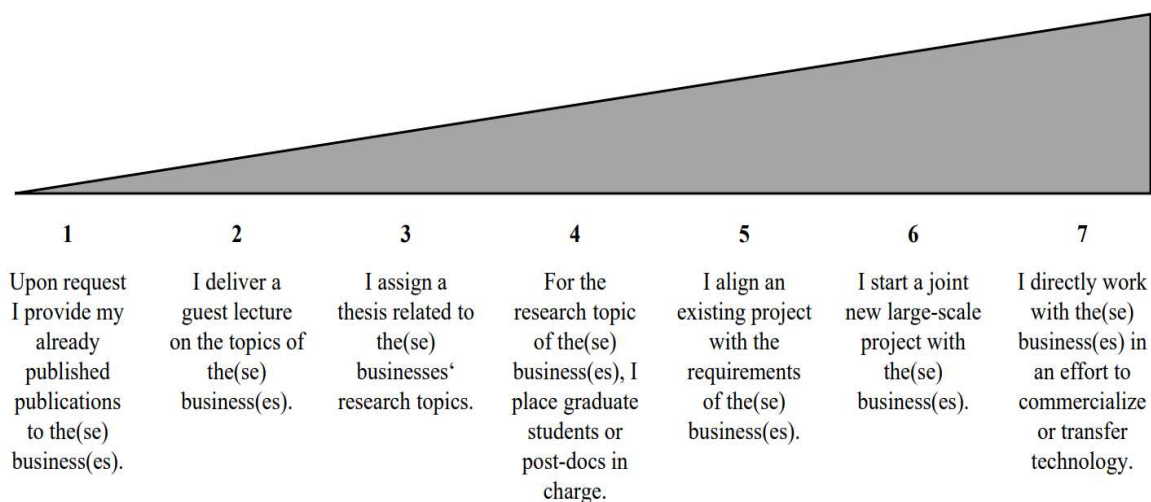 1
Upon request
I provide my
already
published
publications
to the(se)
business(es).
2
I deliver a
guest lecture
on the topics of
the(se)
business(es).
3
I assign a
thesis related to
the(se)
businesses‘
research topics.
4
For the
research topic
of the(se)
business(es), I
place graduate
students or
post-docs in
charge.
5
I align an
existing project
with the
requirements
of the(se)
business(es).
6
I start a joint
new large-scale
project with
the(se)
business(es).
7
I directly work
with the(se)
business(es) in
an effort to
commercialize
or transfer
technology.